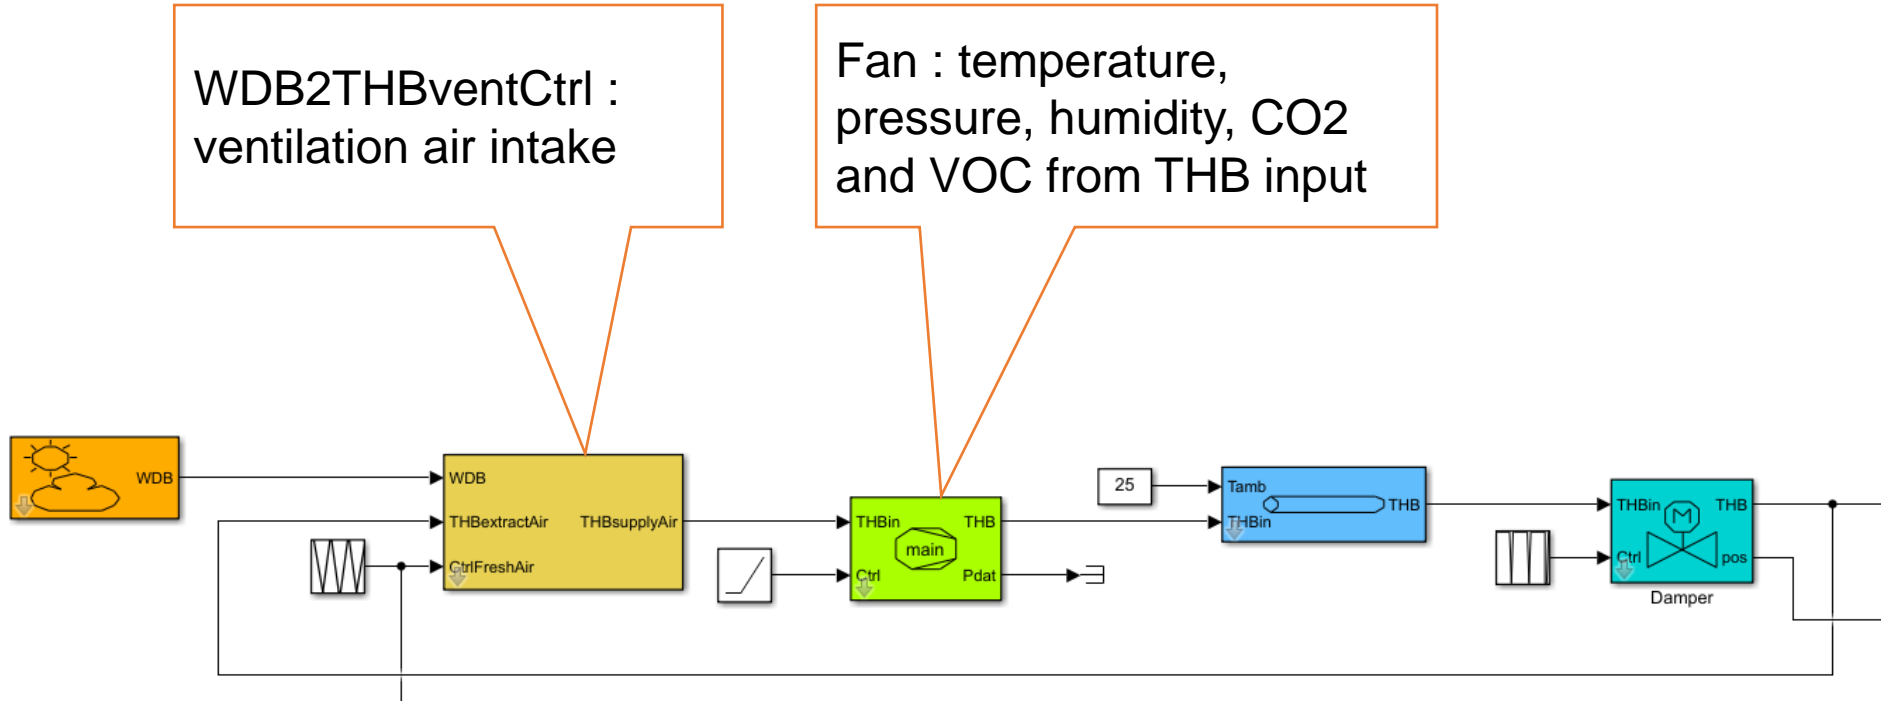 WDB2THBventCtrl :
ventilation air intake
Fan : temperature,
pressure, humidity, CO2
and VOC from THB input
WDB
WDB
THBextractAir
THBsupplyAir
CtrlFreshAir
THBin
THB
main
Ctrl
Pdat
25
Tamb
THB
THBin
THBin
THB
M
Ctrl
pos
Damper